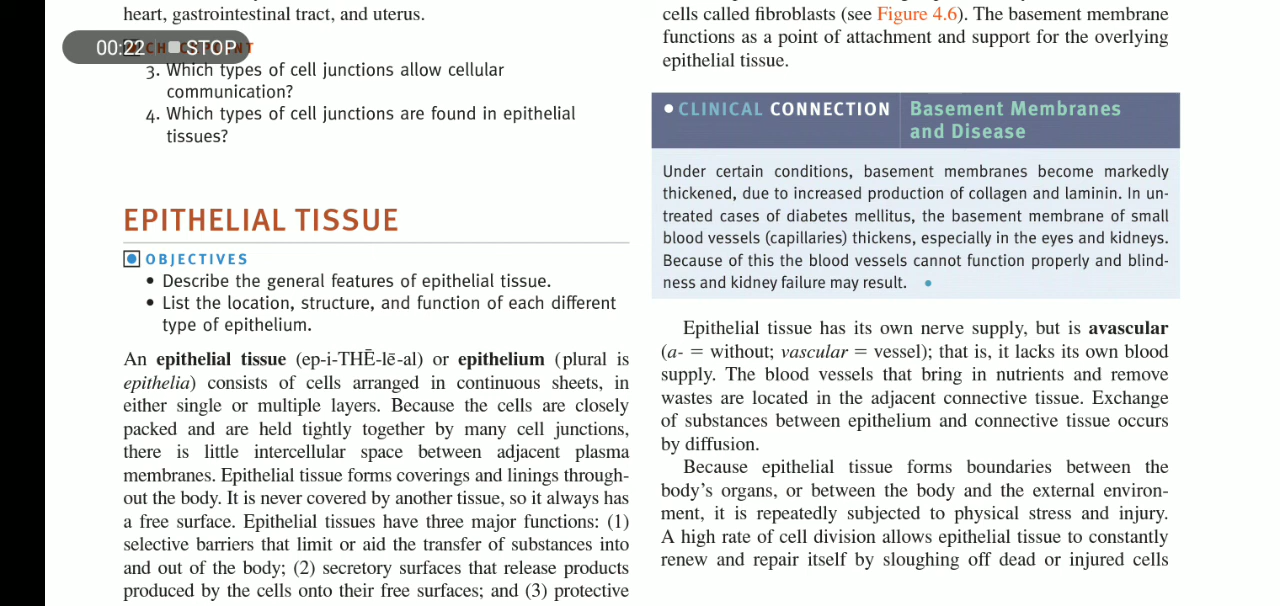 heart, gastrointestinal tract, and uterus.
00:22 STOP
3. Which types of cell junctions allow cellular
communication?
4. Which types of cell junctions are found in epithelial
tissues?
EPITHELIAL TISSUE
OBJECTIVES
• Describe the general features of epithelial tissue.
• List the location, structure, and function of each different
type of epithelium.
An epithelial tissue (ep-i-THĒ-lē-al) or epithelium (plural is
epithelia) consists of cells arranged in continuous sheets, in
either single or multiple layers. Because the cells are closely
packed and are held tightly together by many cell junctions,
there is little intercellular space between adjacent plasma
membranes. Epithelial tissue forms coverings and linings through-
out the body. It is never covered by another tissue, so it always has
a free surface. Epithelial tissues have three major functions: (1)
selective barriers that limit or aid the transfer of substances into
and out of the body; (2) secretory surfaces that release products
produced by the cells onto their free surfaces; and (3) protective
cells called fibroblasts (see Figure 4.6). The basement membrane
functions as a point of attachment and support for the overlying
epithelial tissue.
• CLINICAL CONNECTION
Basement Membranes
and Disease
Under certain conditions, basement membranes become markedly
thickened, due to increased production of collagen and laminin. In un-
treated cases of diabetes mellitus, the basement membrane of small
blood vessels (capillaries) thickens, especially in the eyes and kidneys.
Because of this the blood vessels cannot function properly and blind-
ness and kidney failure may result. •
Epithelial tissue has its own nerve supply, but is avascular
(a- = without; vascular = vessel); that is, it lacks its own blood
supply. The blood vessels that bring in nutrients and remove
wastes are located in the adjacent connective tissue. Exchange
of substances between epithelium and connective tissue occurs
by diffusion.
Because epithelial tissue forms boundaries between the
body's organs, or between the body and the external environ-
ment, it is repeatedly subjected to physical stress and injury.
A high rate of cell division allows epithelial tissue to constantly
renew and repair itself by sloughing off dead or injured cells